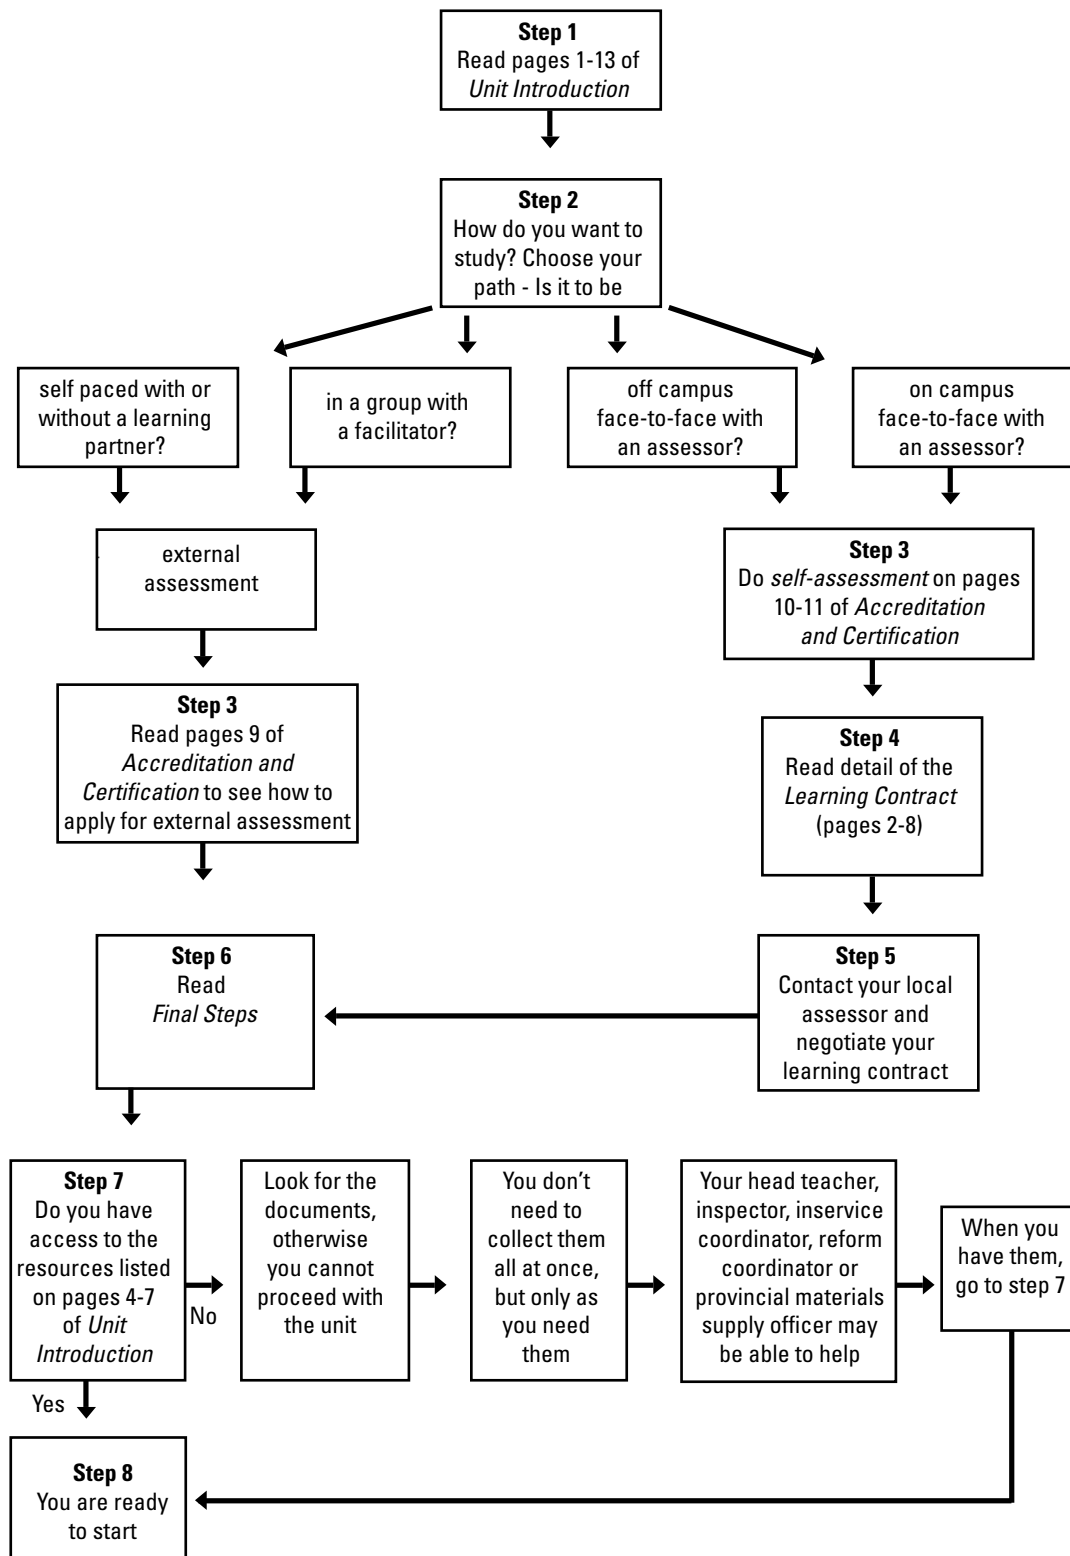 Step 1
Read pages 1-13 of
Unit Introduction
Step 2
How do you want to
study? Choose your
path - Is it to be
self paced with or
without a learning
partner?
in a group with
a facilitator?
off campus
face-to-face with
an assessor?
on campus
face-to-face with
an assessor?
external
assessment
Step 3
Do self-assessment on pages
10-11 of Accreditation
and Certification
Step 3
Read pages 9 of
Accreditation and
Certification to see how to
apply for external assessment
Step 4
Read detail of the
Learning Contract
(pages 2-8)
Step 6
Read
Final Steps
Step 5
Contact your local
assessor and
negotiate your
learning contract
Step 7
Do you have
access to the
resources listed
on pages 4-7
of Unit
Introduction
No
Look for the
documents,
otherwise
you cannot
proceed with
the unit
You don't
need to
collect them
all at once,
but only as
you need
them
Your head teacher,
inspector, inservice
coordinator, reform
coordinator or
provincial materials
supply officer may
be able to help
When you
have them,
go to step 7
Yes
Step 8
You are ready
to start